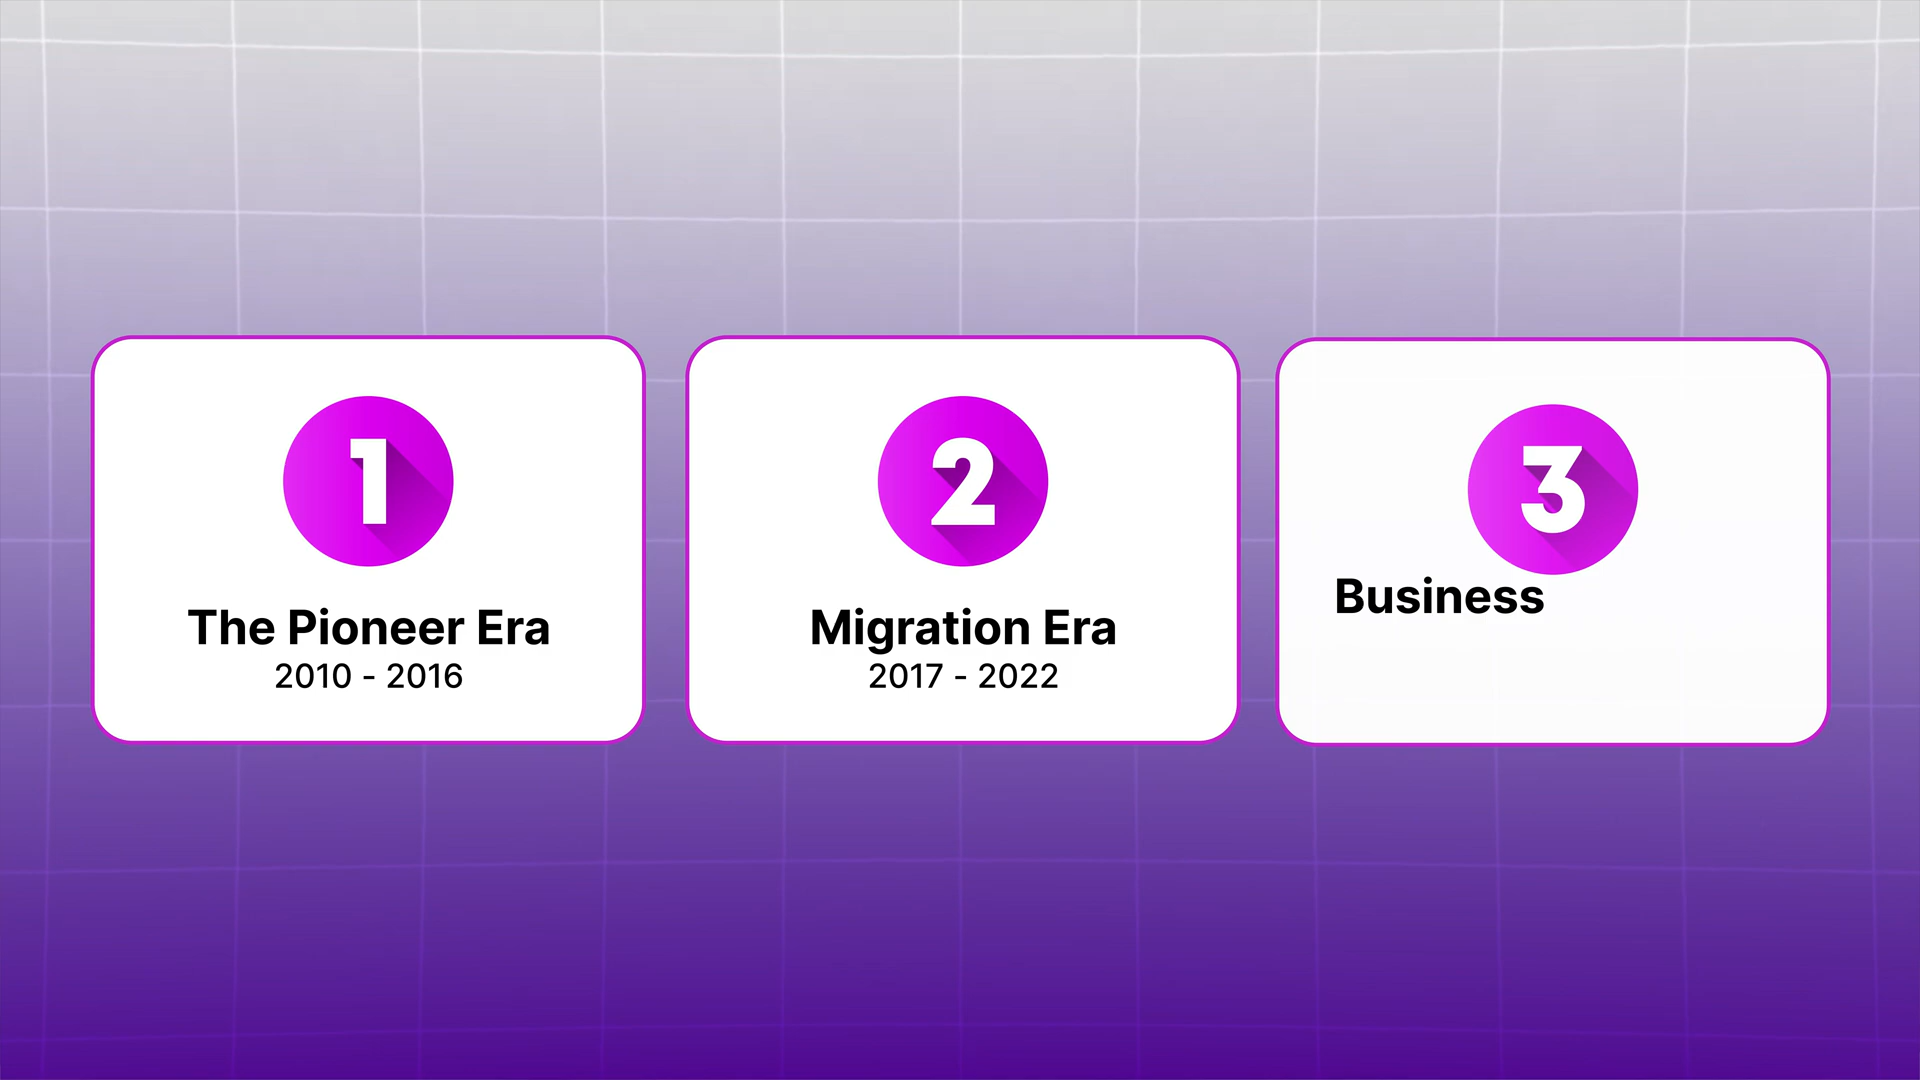 1
The Pioneer Era
2010 - 2016
2
Migration Era
2017 - 2022
3
Business